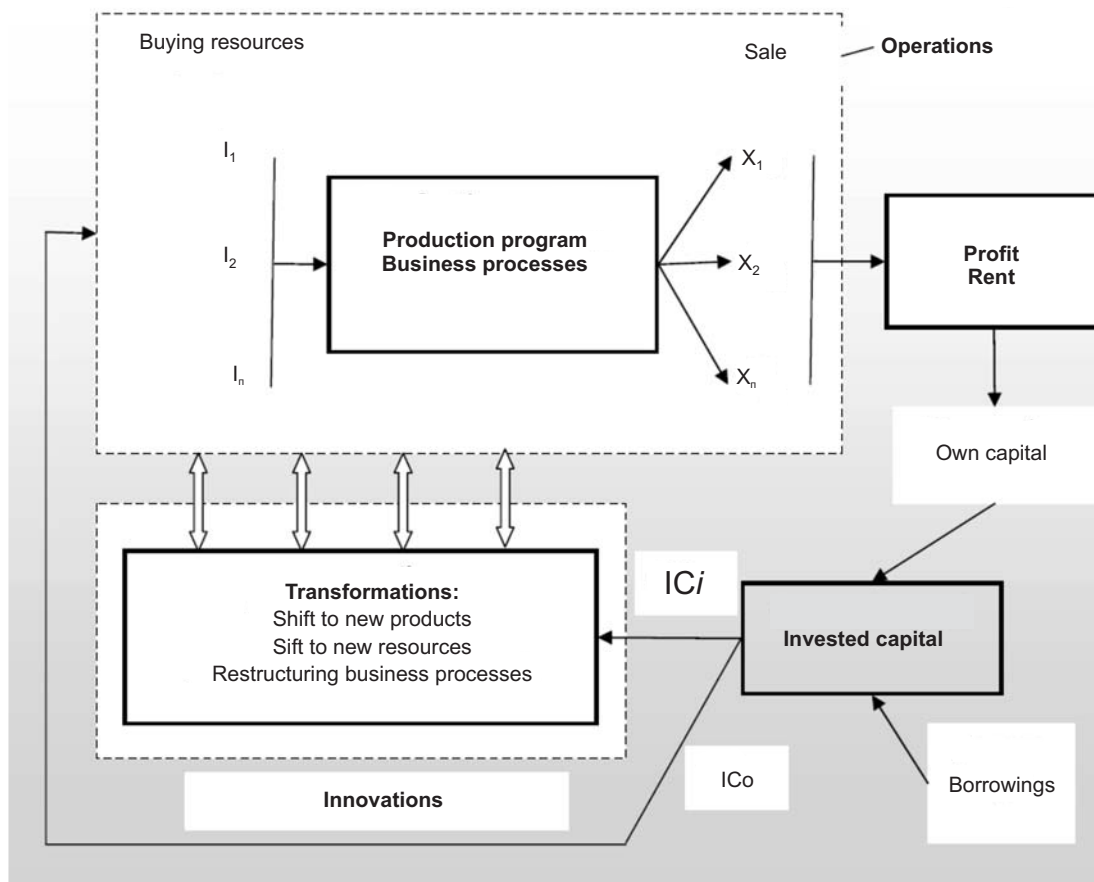 Buying resources
Sale
Operations
I₁
I₂
Iₙ
Production program
Business processes
X₁
X₂
Xₙ
Profit
Rent
Own capital
Transformations:
Shift to new products
Sift to new resources
Restructuring business processes
ICi
Invested capital
ICo
Borrowings
Innovations